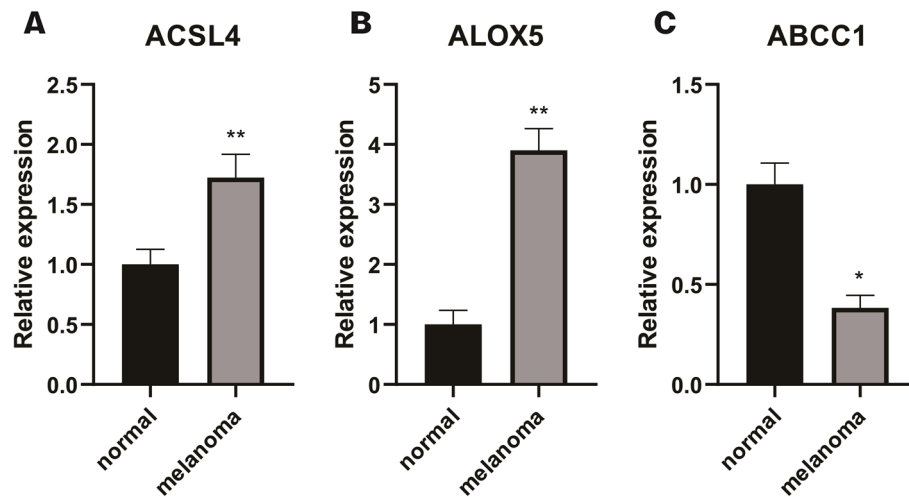 A
ACSL4
Relative expression
2.5
2.0
1.5
1.0
0.5
0.0
**
normal
melanoma
B
ALOX5
Relative expression
5
4
3
2
1
0
**
normal
melanoma
C
ABCC1
Relative expression
1.5
1.0
0.5
0.0
*
normal
melanoma